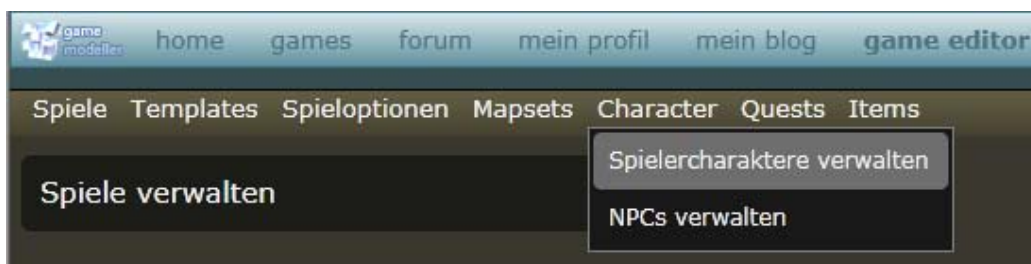 game modeller home games forum mein profil mein blog game editor
Spiele Templates Spieloptionen Mapsets Character Quests Items
Spielercharaktere verwalten
Spiele verwalten
NPCs verwalten